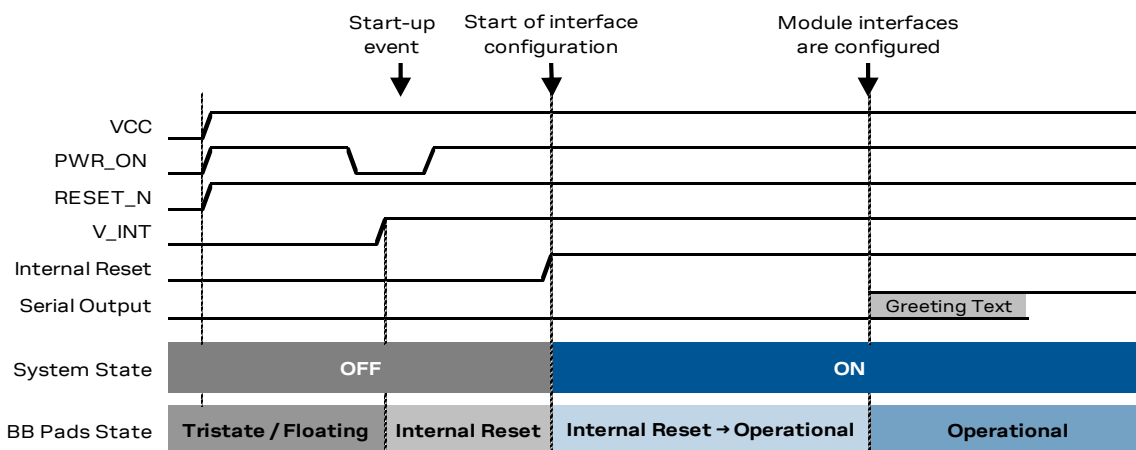 Start-up
event
Start of interface
configuration
Module interfaces
are configured
VCC
PWR_ON
RESET_N
V_INT
Internal Reset
Serial Output
Greeting Text
System State
OFF
ON
BB Pads State
Tristate / Floating
Internal Reset
Internal Reset → Operational
Operational